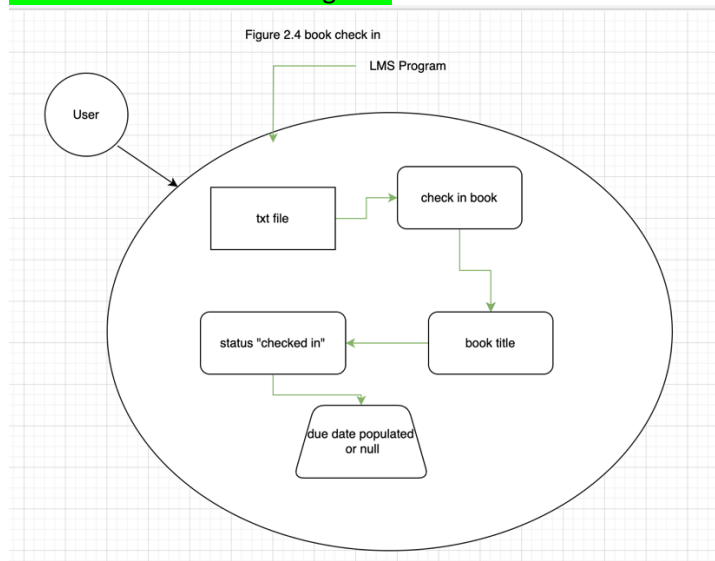 Figure 2.4 book check in
LMS Program
User
txt file
check in book
status "checked in"
book title
due date populated
or null